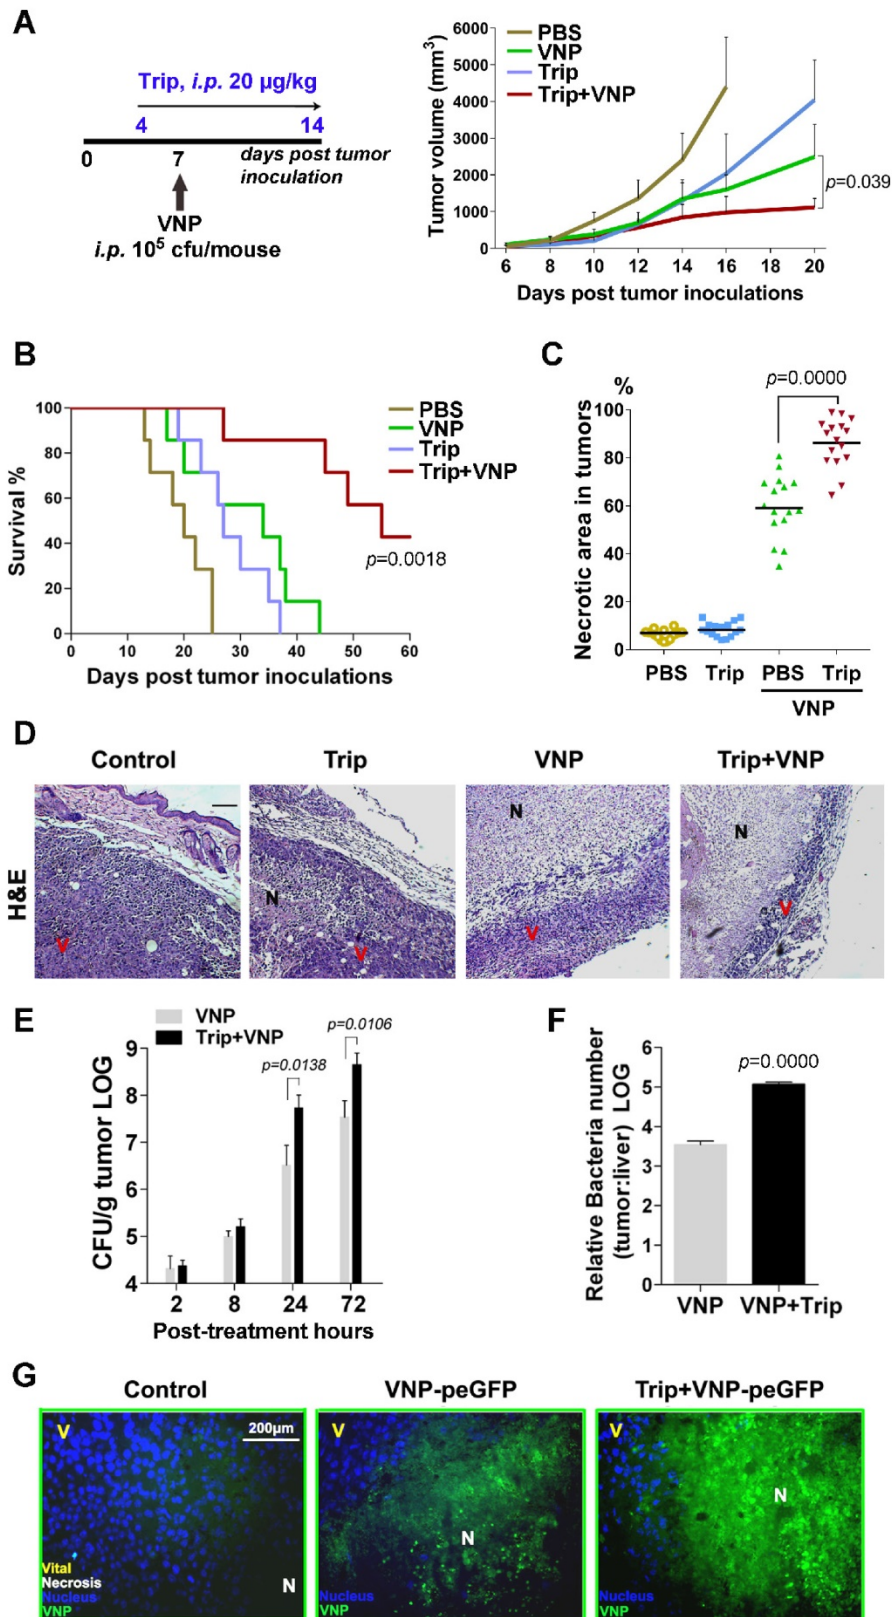 A
Trip, i.p. 20 µg/kg
4 14
0 7 days post tumor
inoculation
VNP
i.p. 10⁵ cfu/mouse
PBS
VNP
Trip
Trip+VNP
Tumor volume (mm³)
6000
5000
4000
3000
2000
1000
0
p=0.039
6 8 10 12 14 16 18 20
Days post tumor inoculations
B
Survival %
100
80
60
40
20
0
PBS
VNP
Trip
Trip+VNP
p=0.0018
0 10 20 30 40 50 60
Days post tumor inoculations
C
%
Necrotic area in tumors
100
80
60
40
20
0
p=0.0000
PBS Trip PBS Trip
VNP
D
Control Trip VNP Trip+VNP
H&E
V
N
V
N
V
N
V
E
VNP
Trip+VNP
CFU/g tumor LOG
9
8
7
6
5
4
p=0.0138
p=0.0106
2 8 24 72
Post-treatment hours
F
Relative Bacteria number
(tumor:liver) LOG
6
5
4
3
2
1
0
p=0.0000
VNP VNP+Trip
G
Control VNP-peGFP Trip+VNP-peGFP
V
200µm
Vital
Necrosis
Nucleus
VNP
N
V
N
Nucleus
VNP
V
N
Nucleus
VNP